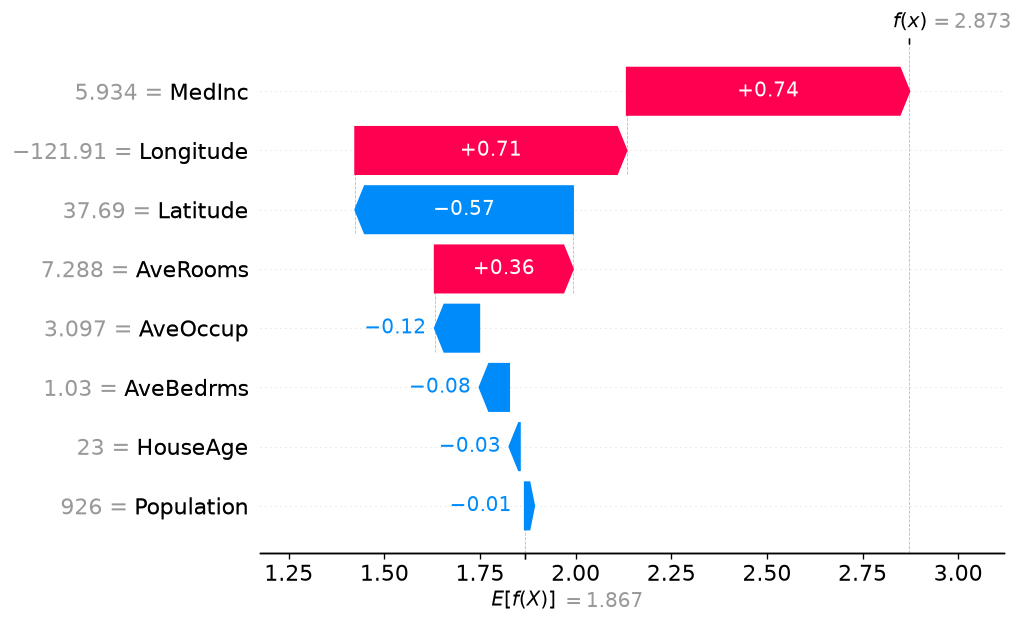 f(x) = 2.873
5.934 = MedInc
+0.74
−121.91 = Longitude
+0.71
37.69 = Latitude
−0.57
7.288 = AveRooms
+0.36
3.097 = AveOccup
−0.12
1.03 = AveBedrms
−0.08
23 = HouseAge
−0.03
926 = Population
−0.01
1.25 1.50 1.75 2.00 2.25 2.50 2.75 3.00
E[f(X)] = 1.867